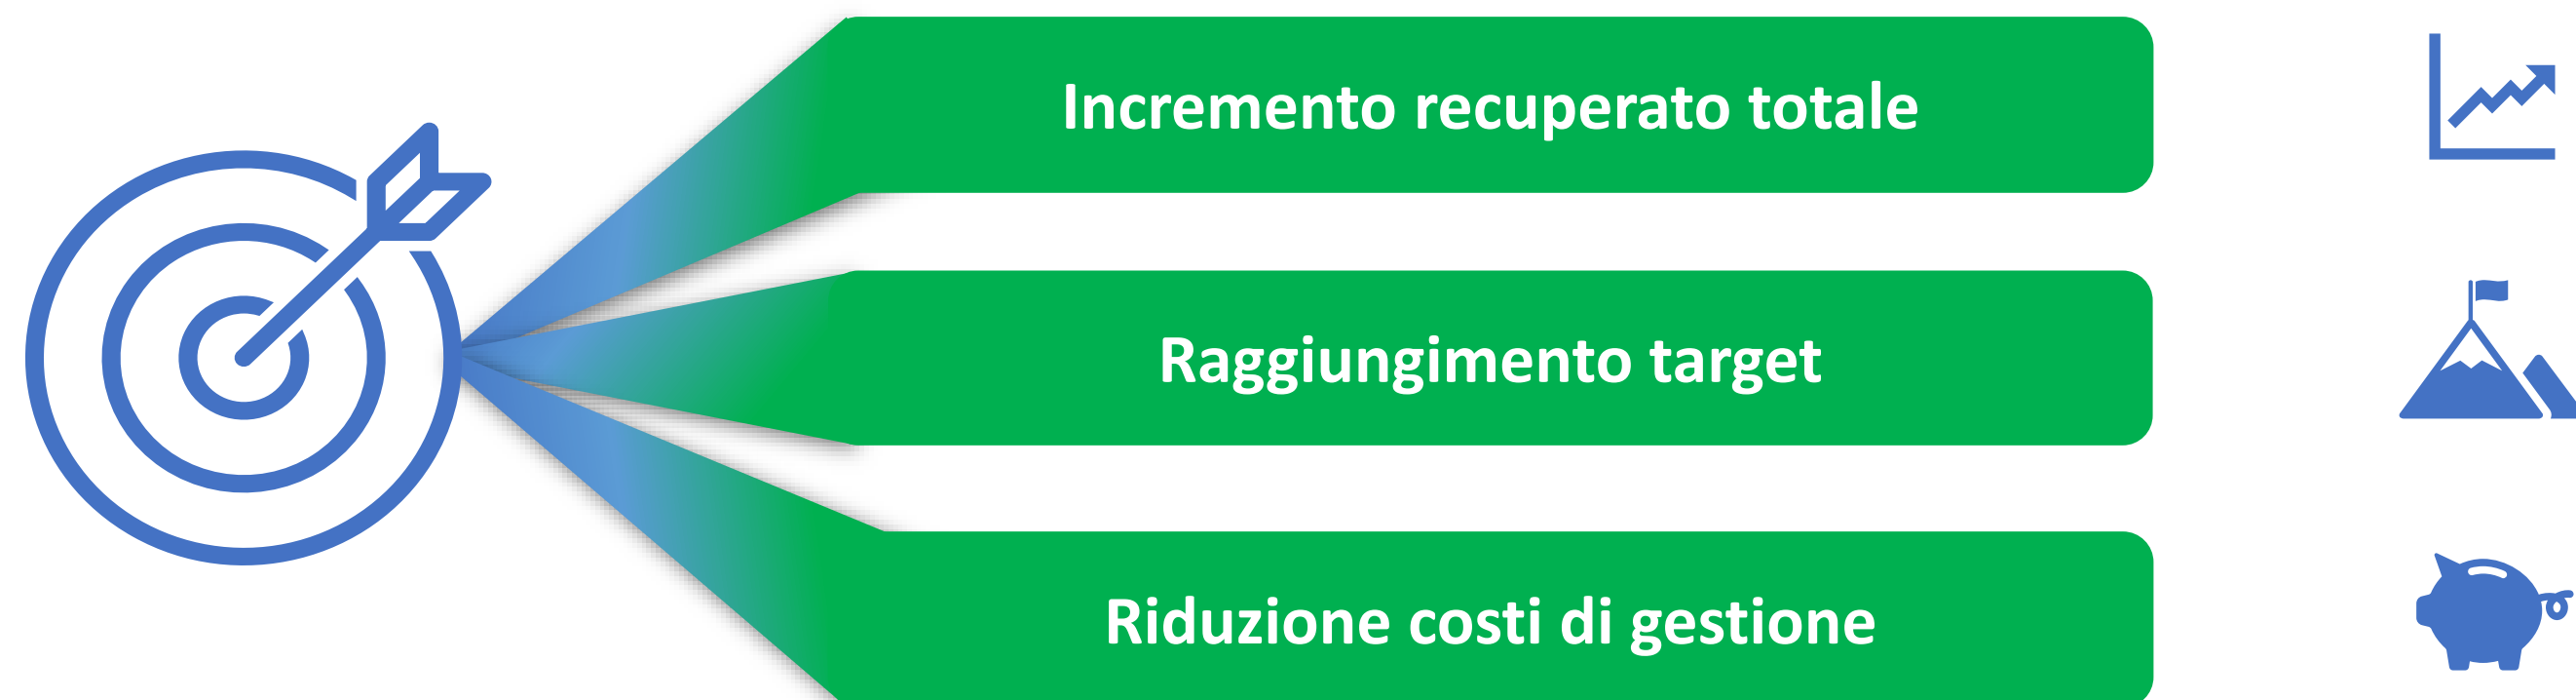 Incremento recuperato totale
Raggiungimento target
Riduzione costi di gestione